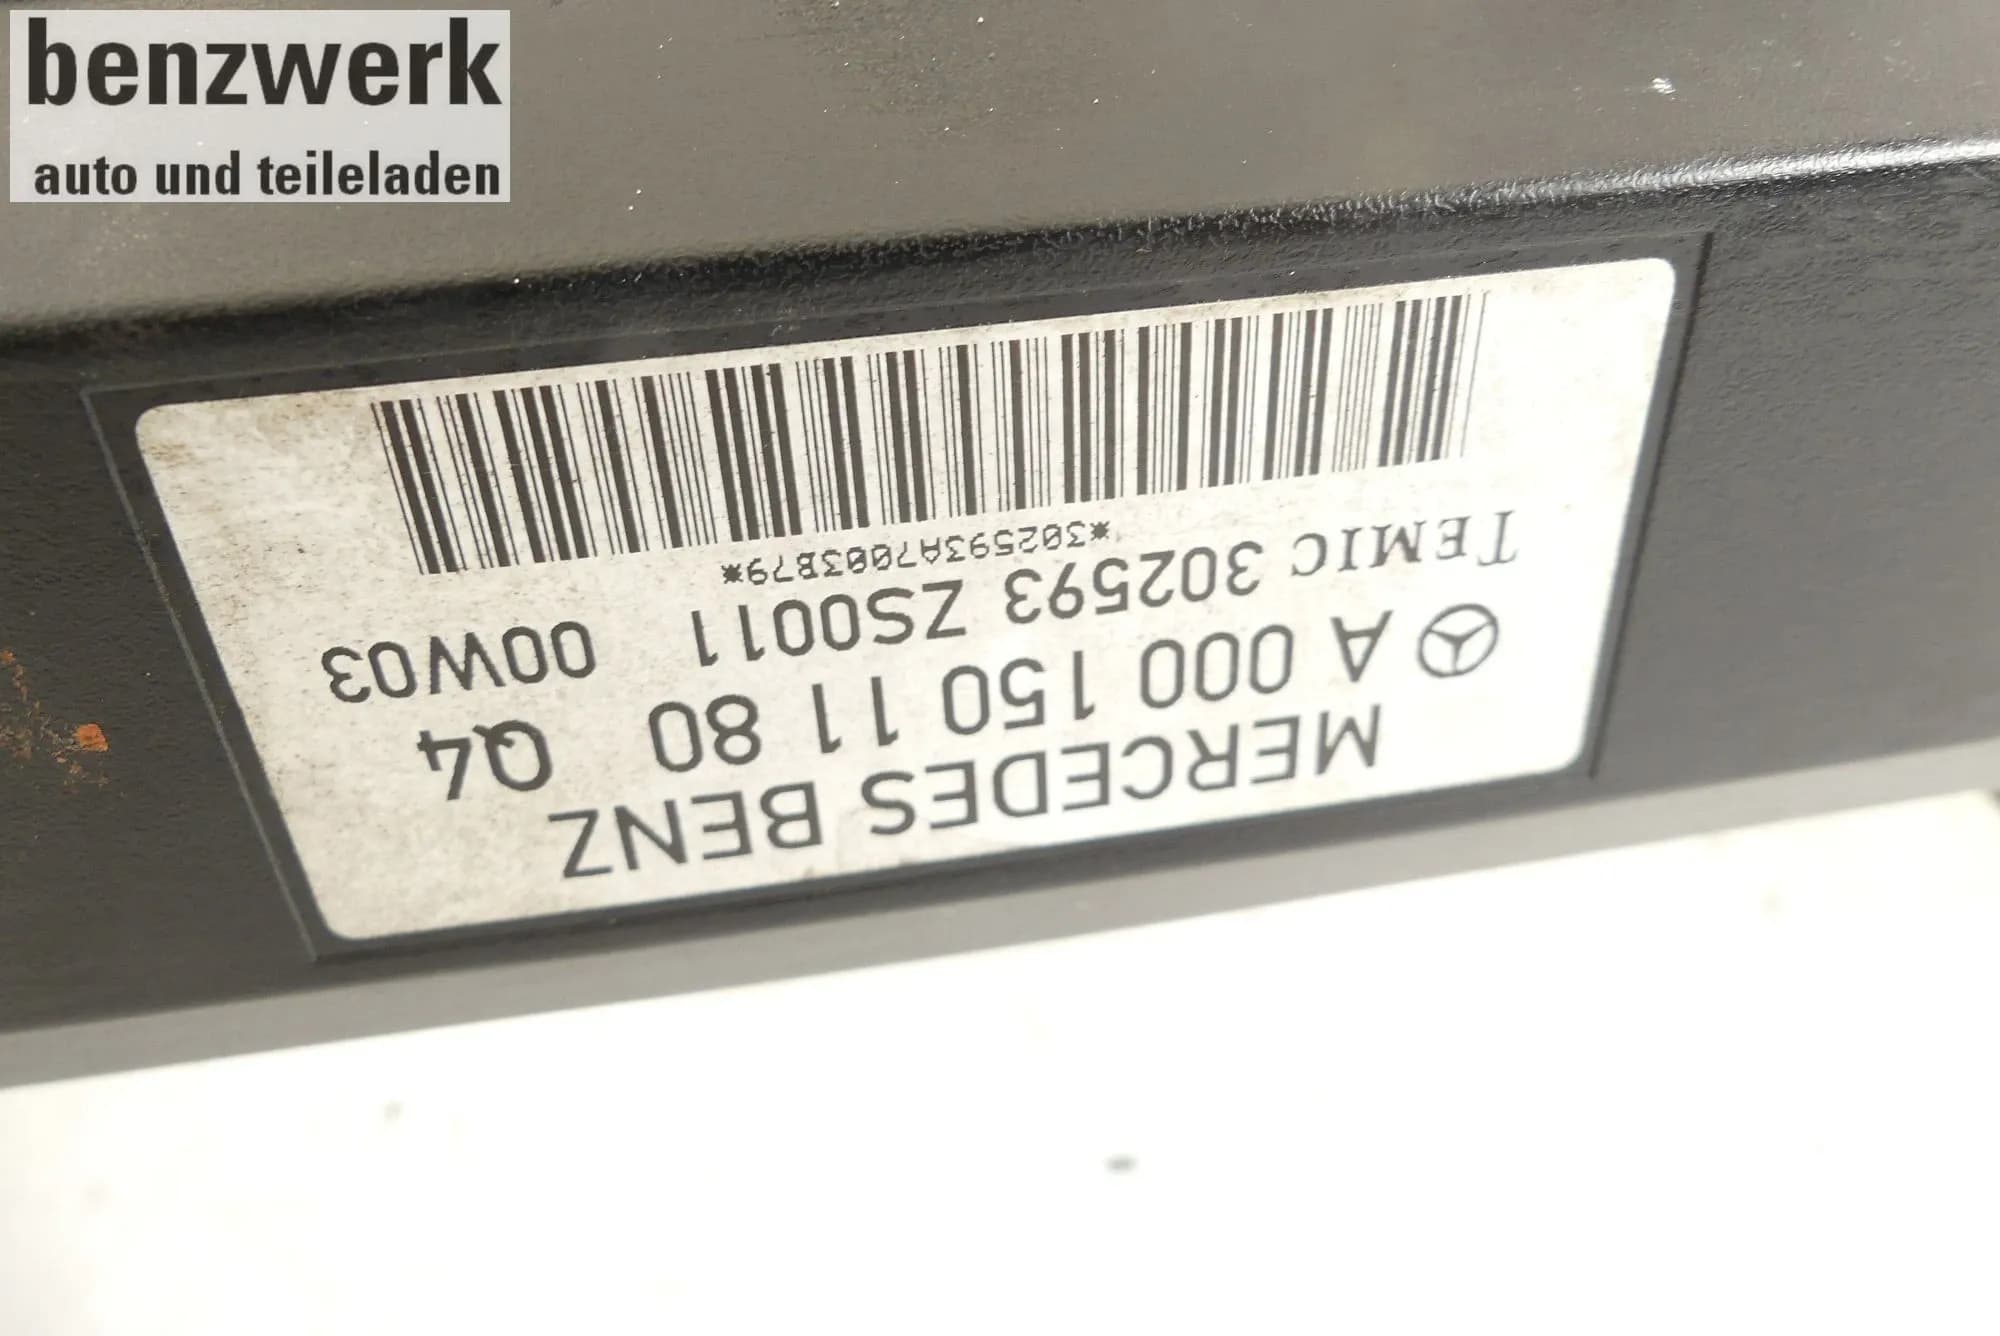 benzwerk
auto und teileladen
MERCEDES BENZ
A 000 150 11 80 Q4
TEMIC 302593 ZS0011 00W03
*302593A7003B79*